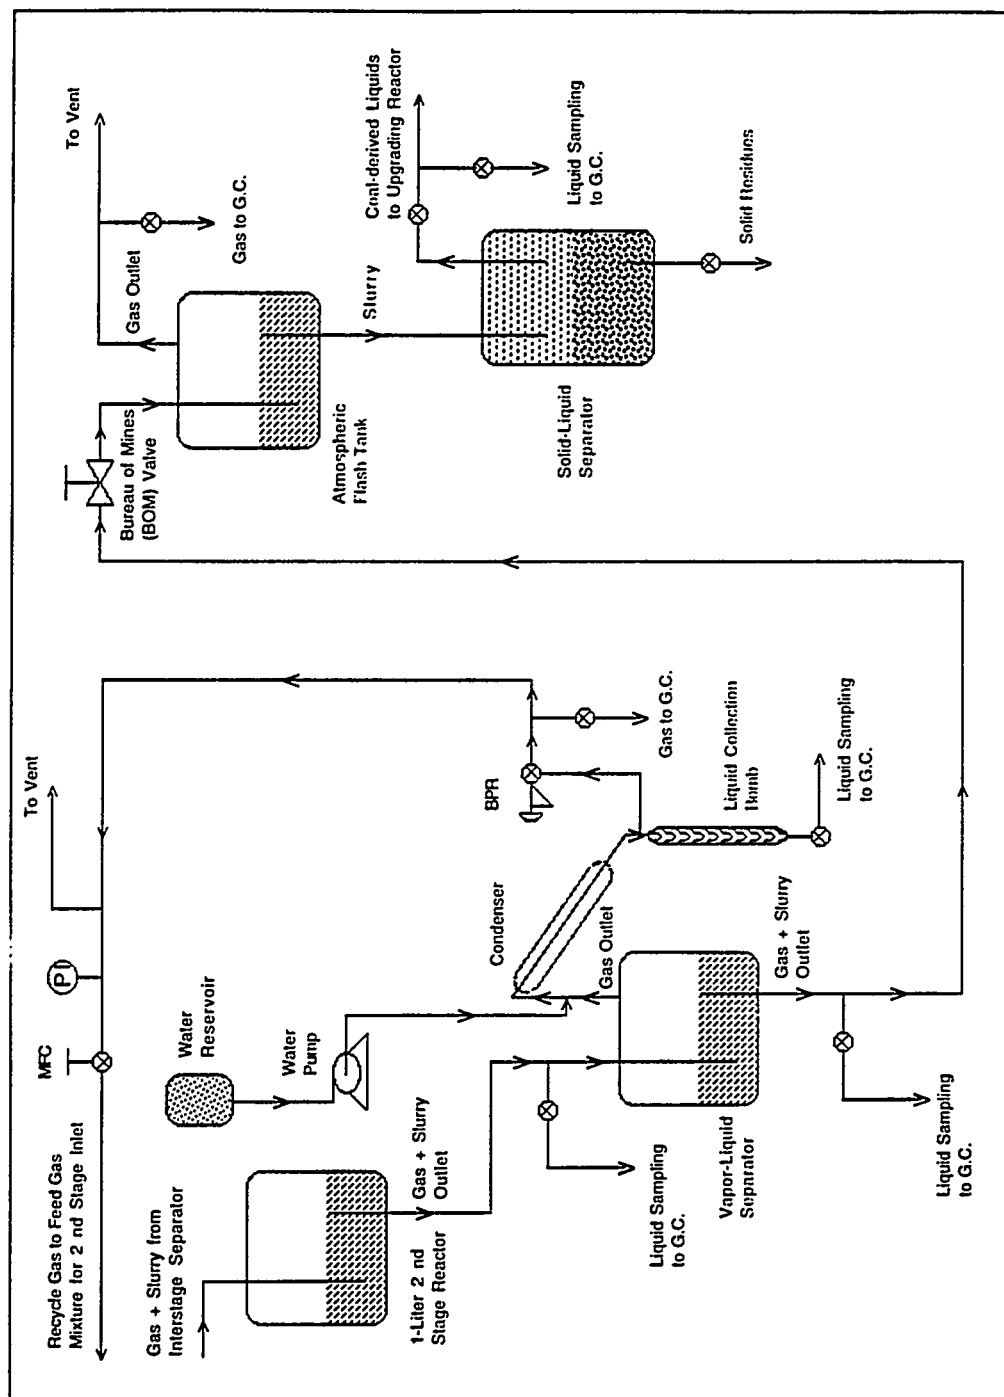 Recycle Gas to Feed Gas
Mixture for 2 nd Stage Inlet
MFC
PI
To Vent
Gas + Slurry from
Interstage Separator
1-Liter 2 nd
Stage Reactor
Gas + Slurry
Outlet
Water
Reservoir
Water
Pump
Liquid Sampling
to G.C.
Vapor-Liquid
Separator
Gas Outlet
Condenser
Gas + Slurry
Outlet
Liquid Sampling
to G.C.
BPR
Gas to G.C.
Liquid Collection
Bomb
Liquid Sampling
to G.C.
Bureau of Mines
(BOM) Valve
Gas Outlet
To Vent
Gas to G.C.
Atmospheric
Flash Tank
Slurry
Solid-Liquid
Separator
Coal-derived Liquids
to Upgrading Reactor
Liquid Sampling
to G.C.
Solid Residues